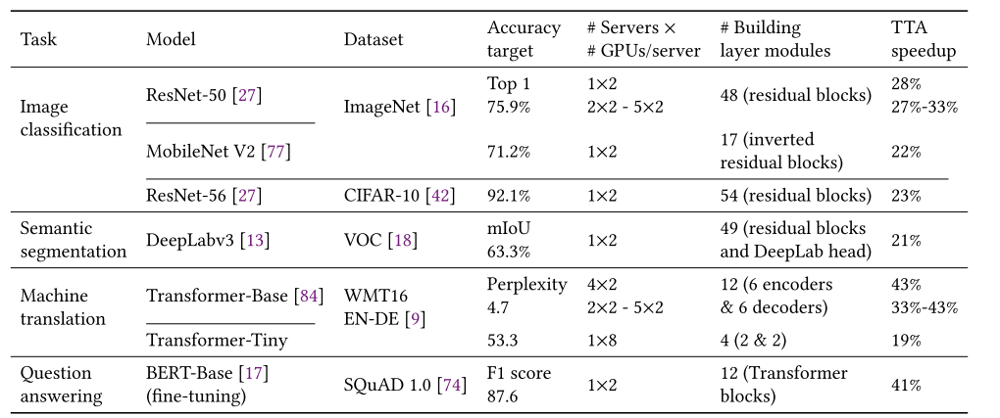 Task Model Dataset Accuracy target # Servers × # GPUs/server # Building layer modules TTA speedup
Image classification ResNet-50 [27] ImageNet [16] Top 1 75.9% 1×2 2×2 - 5×2 48 (residual blocks) 28% 27%-33%
MobileNet V2 [77] 71.2% 1×2 17 (inverted residual blocks) 22%
ResNet-56 [27] CIFAR-10 [42] 92.1% 1×2 54 (residual blocks) 23%
Semantic segmentation DeepLabv3 [13] VOC [18] mIoU 63.3% 1×2 49 (residual blocks and DeepLab head) 21%
Machine translation Transformer-Base [84] WMT16 EN-DE [9] Perplexity 4.7 4×2 2×2 - 5×2 12 (6 encoders & 6 decoders) 43% 33%-43%
Transformer-Tiny 53.3 1×8 4 (2 & 2) 19%
Question answering BERT-Base [17] (fine-tuning) SQuAD 1.0 [74] F1 score 87.6 1×2 12 (Transformer blocks) 41%